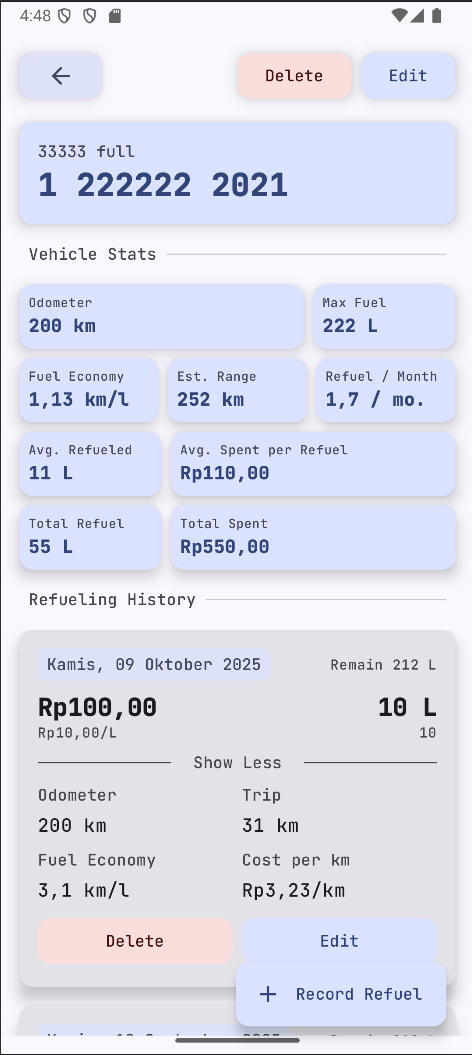 4:48
Delete
Edit
33333 full
1 222222 2021
Vehicle Stats
Odometer
200 km
Max Fuel
222 L
Fuel Economy
1,13 km/l
Est. Range
252 km
Refuel / Month
1,7 / mo.
Avg. Refueled
11 L
Avg. Spent per Refuel
Rp110,00
Total Refuel
55 L
Total Spent
Rp550,00
Refueling History
Kamis, 09 Oktober 2025
Remain 212 L
Rp100,00
10 L
Rp10,00/L
10
Show Less
Odometer
Trip
200 km
31 km
Fuel Economy
Cost per km
3,1 km/l
Rp3,23/km
Delete
Edit
+ Record Refuel